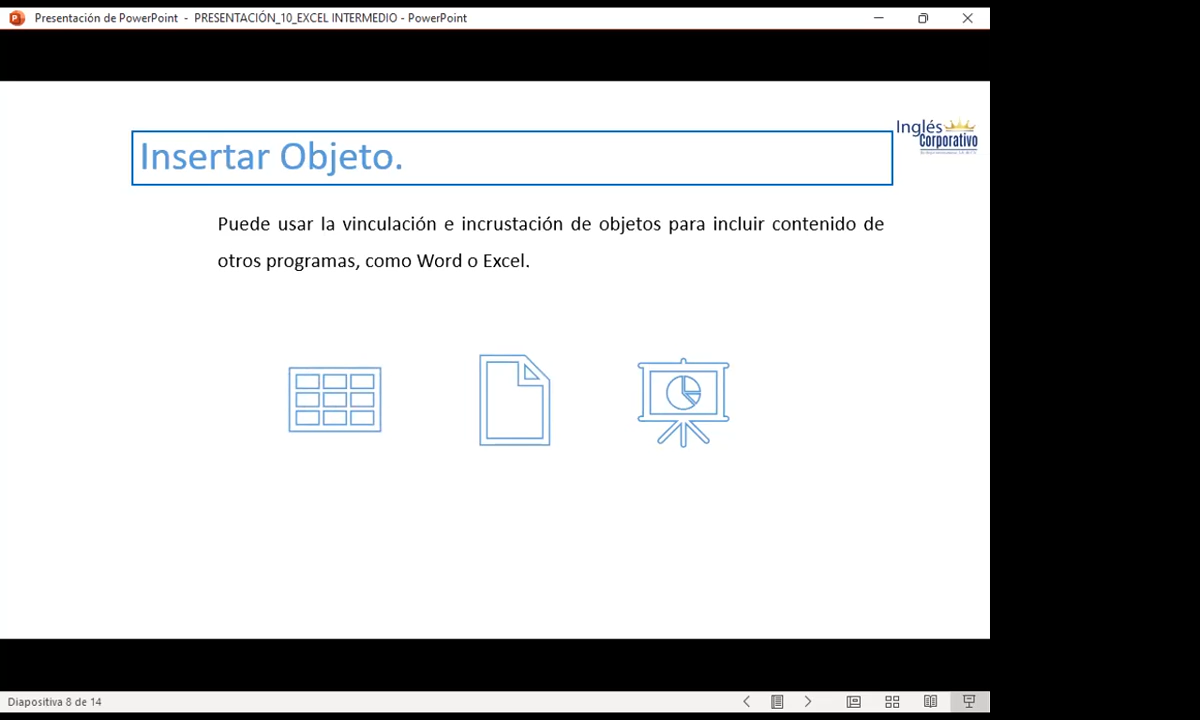 Presentación de PowerPoint - PRESENTACIÓN_10_EXCEL INTERMEDIO - PowerPoint
Inglés
Corporativo
Insertar Objeto.
Puede usar la vinculación e incrustación de objetos para incluir contenido de
otros programas, como Word o Excel.
Diapositiva 8 de 14